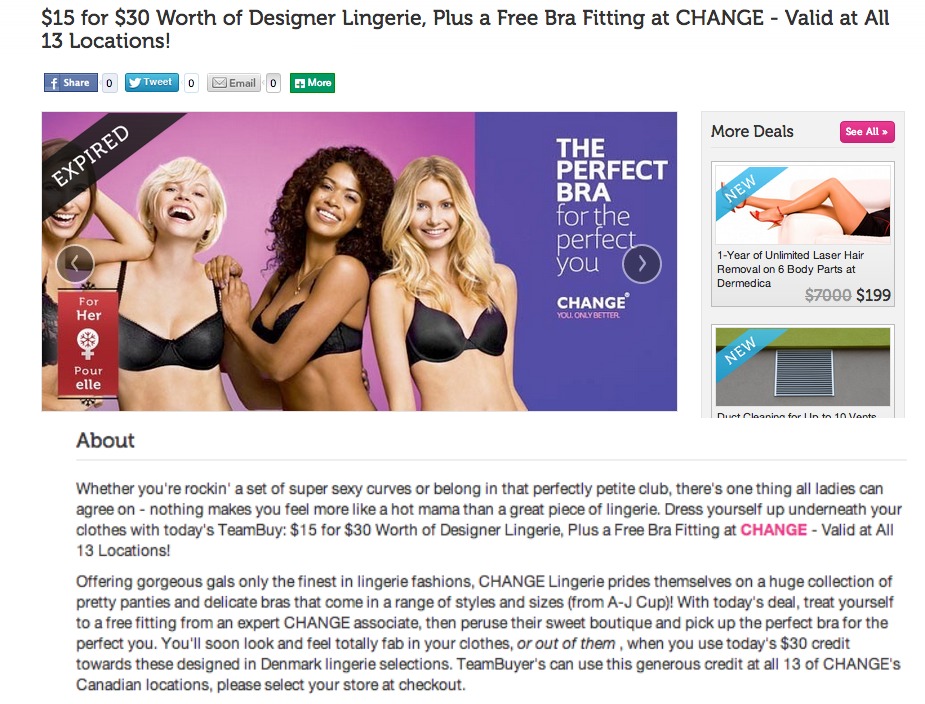 $15 for $30 Worth of Designer Lingerie, Plus a Free Bra Fitting at CHANGE - Valid at All
13 Locations!
Share 0 Tweet 0 Email 0 More
EXPIRED
THE
PERFECT
BRA
for the
perfect
you
CHANGE®
YOU. ONLY BETTER.
For
Her
Pour
elle
More Deals
See All »
NEW
1-Year of Unlimited Laser Hair
Removal on 6 Body Parts at
Dermedica
$7000 $199
NEW
Duct Cleaning for Up to 10 Vents
About
Whether you're rockin' a set of super sexy curves or belong in that perfectly petite club, there's one thing all ladies can
agree on - nothing makes you feel more like a hot mama than a great piece of lingerie. Dress yourself up underneath your
clothes with today's TeamBuy: $15 for $30 Worth of Designer Lingerie, Plus a Free Bra Fitting at CHANGE - Valid at All
13 Locations!
Offering gorgeous gals only the finest in lingerie fashions, CHANGE Lingerie prides themselves on a huge collection of
pretty panties and delicate bras that come in a range of styles and sizes (from A-J Cup)! With today's deal, treat yourself
to a free fitting from an expert CHANGE associate, then peruse their sweet boutique and pick up the perfect bra for the
perfect you. You'll soon look and feel totally fab in your clothes, or out of them , when you use today's $30 credit
towards these designed in Denmark lingerie selections. TeamBuyer's can use this generous credit at all 13 of CHANGE's
Canadian locations, please select your store at checkout.